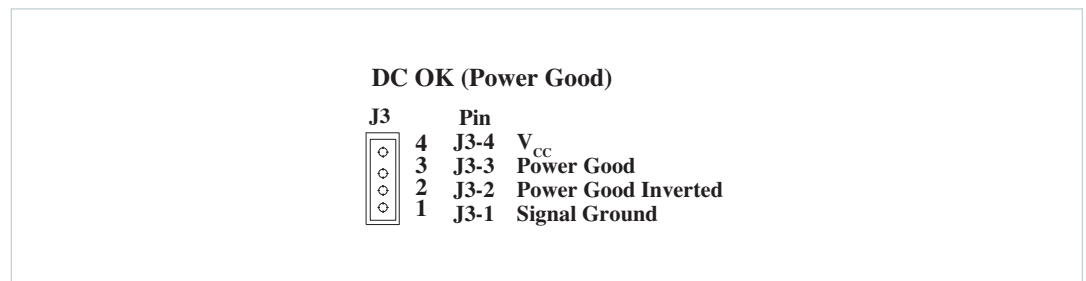 DC OK (Power Good)
J3 Pin
4 J3-4 VCC
3 J3-3 Power Good
2 J3-2 Power Good Inverted
1 J3-1 Signal Ground